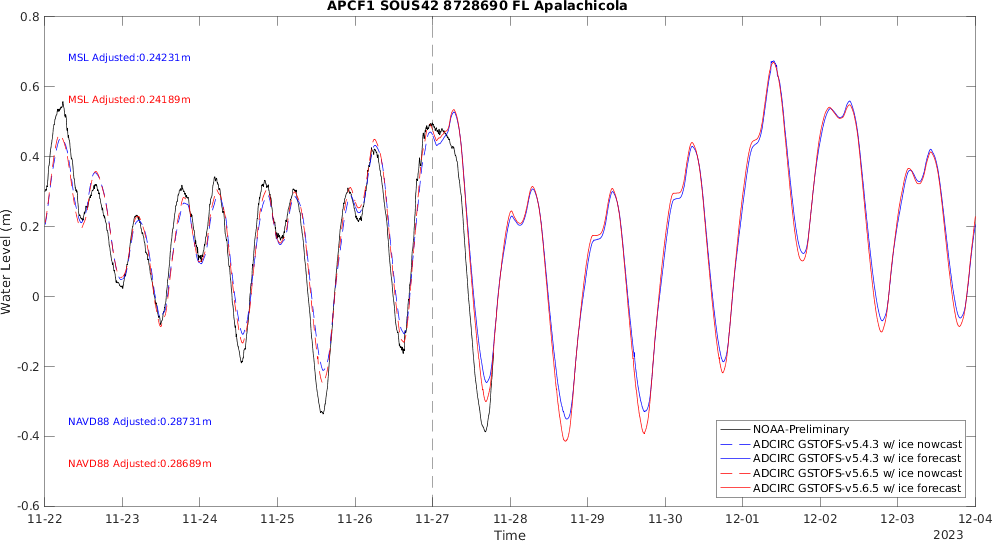 APCF1 SOUS42 8728690 FL Apalachicola
0.8
0.6
0.4
0.2
0
-0.2
-0.4
-0.6
Water Level (m)
MSL Adjusted:0.24231m
MSL Adjusted:0.24189m
NAVD88 Adjusted:0.28731m
NAVD88 Adjusted:0.28689m
NOAA-Preliminary
ADCIRC GSTOFS-v5.4.3 w/ ice nowcast
ADCIRC GSTOFS-v5.4.3 w/ ice forecast
ADCIRC GSTOFS-v5.6.5 w/ ice nowcast
ADCIRC GSTOFS-v5.6.5 w/ ice forecast
11-22 11-23 11-24 11-25 11-26 11-27 11-28 11-29 11-30 12-01 12-02 12-03 12-04
Time
2023